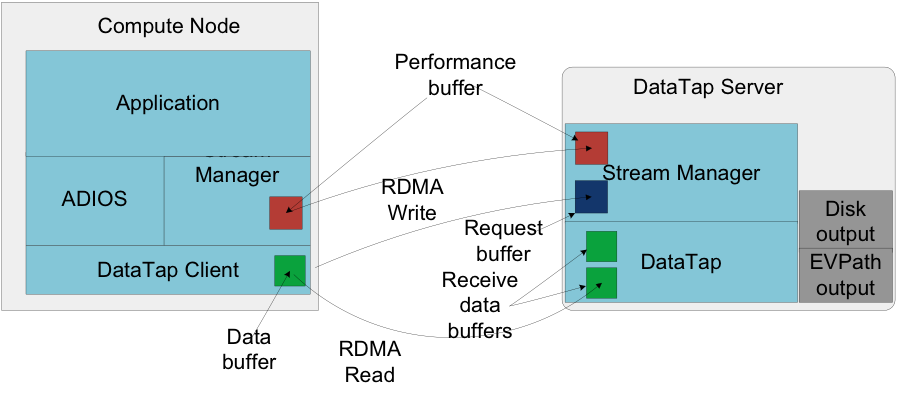 Compute Node
Application
ADIOS
Stream
Manager
DataTap Client
Data
buffer
Performance
buffer
RDMA
Write
Request
buffer
Receive
data
buffers
RDMA
Read
DataTap Server
Stream Manager
DataTap
Disk
output
EVPath
output